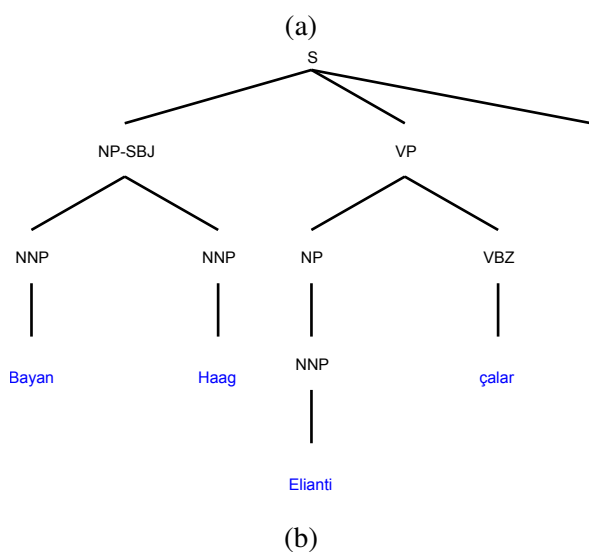 (a)
S
NP-SBJ VP
NNP NNP NP VBZ
Bayan Haag NNP çalar
Elianti
(b)